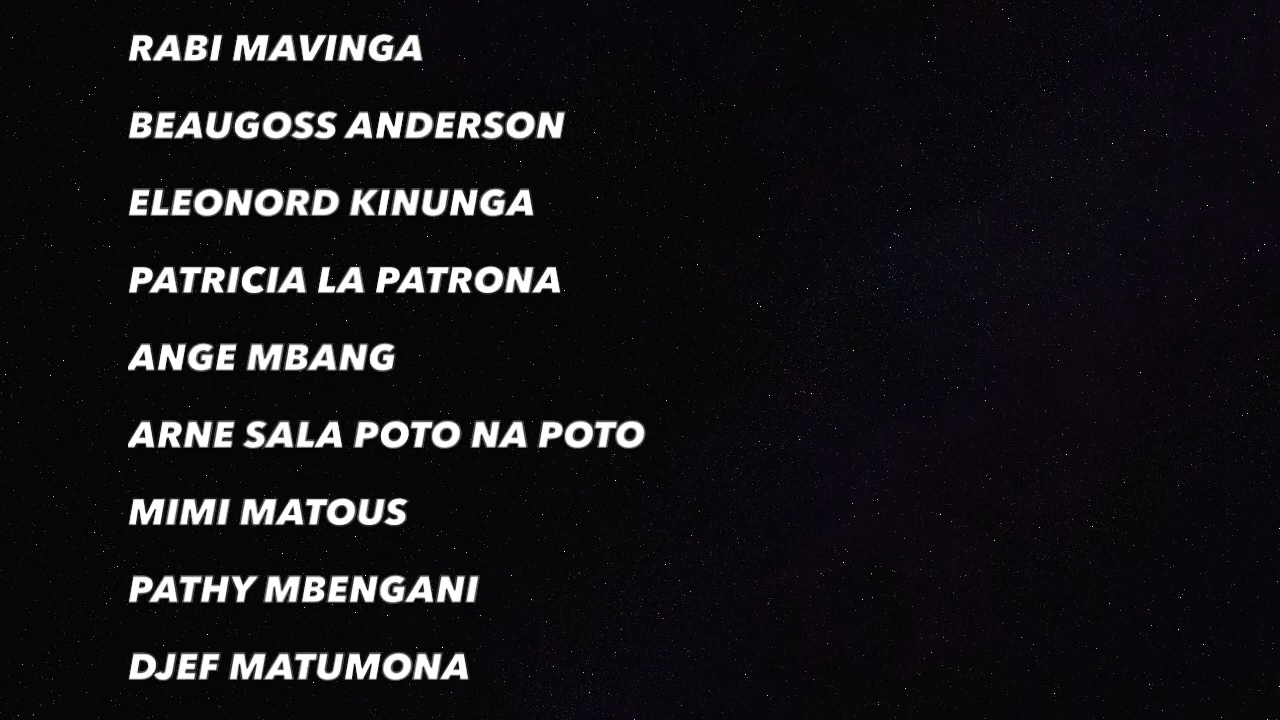 RABI MAVINGA
BEAUGOSS ANDERSON
ELEONORD KINUNGA
PATRICIA LA PATRONA
ANGE MBANG
ARNE SALA POTO NA POTO
MIMI MATOUS
PATHY MBENGANI
DJEF MATUMONA